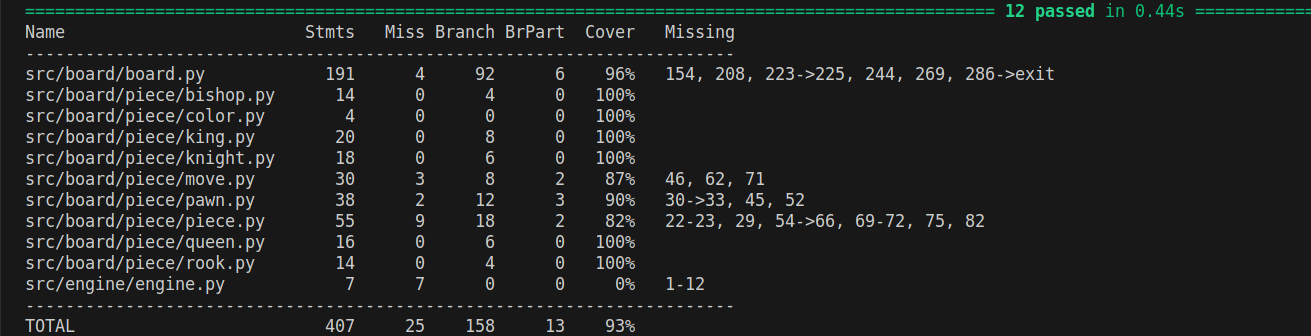 ================================================================================================= 12 passed in 0.44s ============
Name                        Stmts   Miss Branch BrPart  Cover   Missing
-----------------------------------------------------------------------
src/board/board.py            191      4     92      6    96%   154, 208, 223->225, 244, 269, 286->exit
src/board/piece/bishop.py      14      0      4      0   100%
src/board/piece/color.py        4      0      0      0   100%
src/board/piece/king.py        20      0      8      0   100%
src/board/piece/knight.py      18      0      6      0   100%
src/board/piece/move.py        30      3      8      2    87%   46, 62, 71
src/board/piece/pawn.py        38      2     12      3    90%   30->33, 45, 52
src/board/piece/piece.py       55      9     18      2    82%   22-23, 29, 54->66, 69-72, 75, 82
src/board/piece/queen.py       16      0      6      0   100%
src/board/piece/rook.py        14      0      4      0   100%
src/engine/engine.py            7      7      0      0     0%   1-12
-----------------------------------------------------------------------
TOTAL                         407     25    158     13    93%